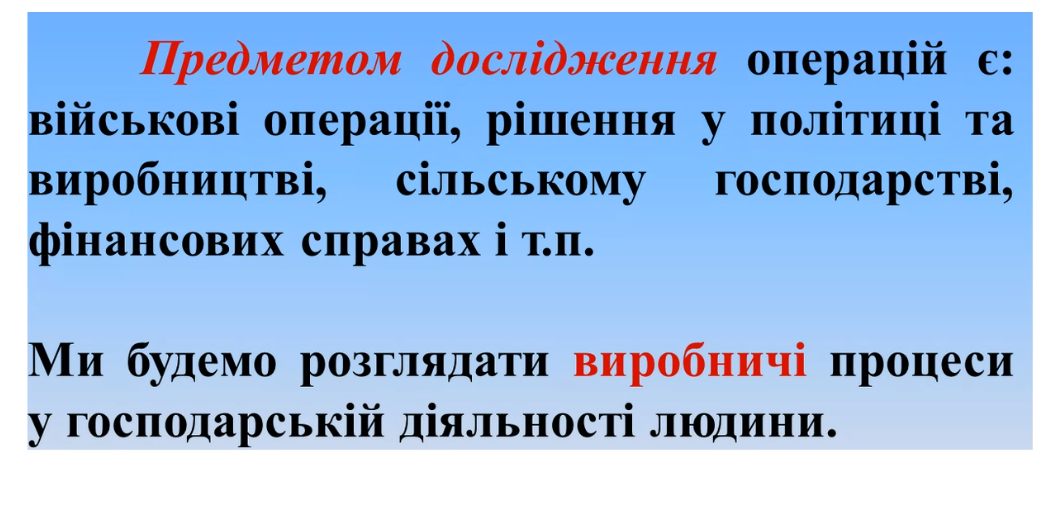 Предметом дослідження операцій є:
військові операції, рішення у політиці та
виробництві, сільському господарстві,
фінансових справах і т.п.
Ми будемо розглядати виробничі процеси
у господарській діяльності людини.